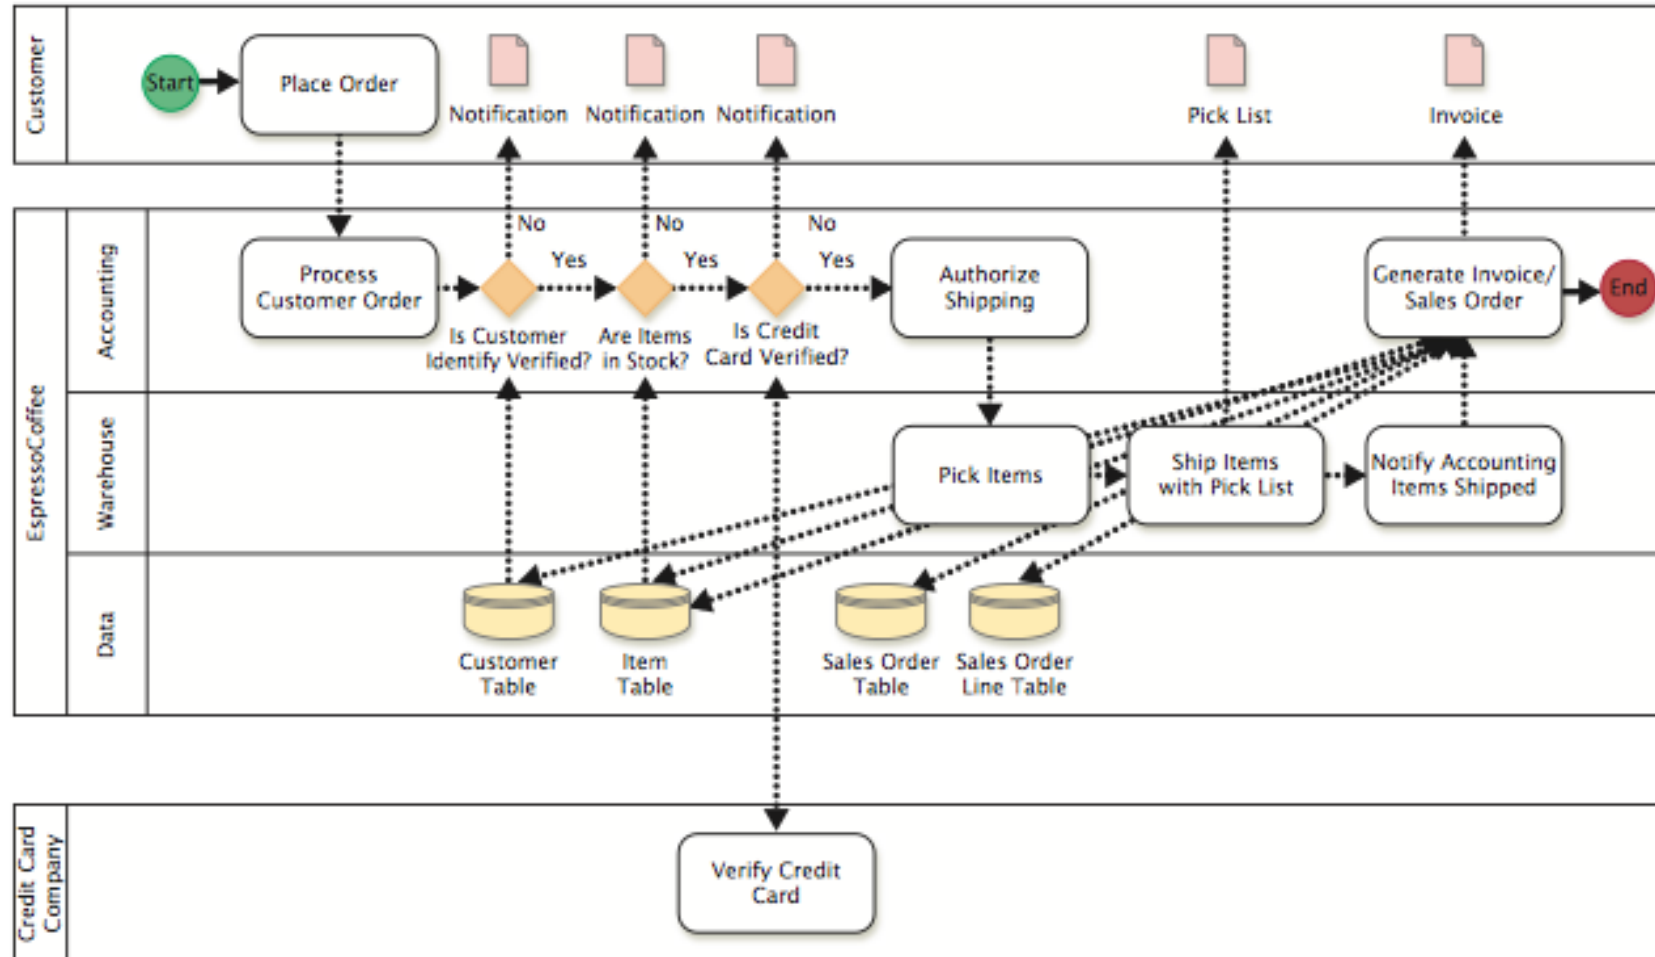 Customer
Start
Place Order
Notification
Notification
Notification
Pick List
Invoice
EspressoCoffee
Accounting
Process
Customer Order
No
Yes
Is Customer
Identify Verified?
No
Yes
Are Items
in Stock?
No
Yes
Is Credit
Card Verified?
Authorize
Shipping
Generate Invoice/
Sales Order
End
Warehouse
Pick Items
Ship Items
with Pick List
Notify Accounting
Items Shipped
Data
Customer
Table
Item
Table
Sales Order
Table
Sales Order
Line Table
Credit Card
Company
Verify Credit
Card